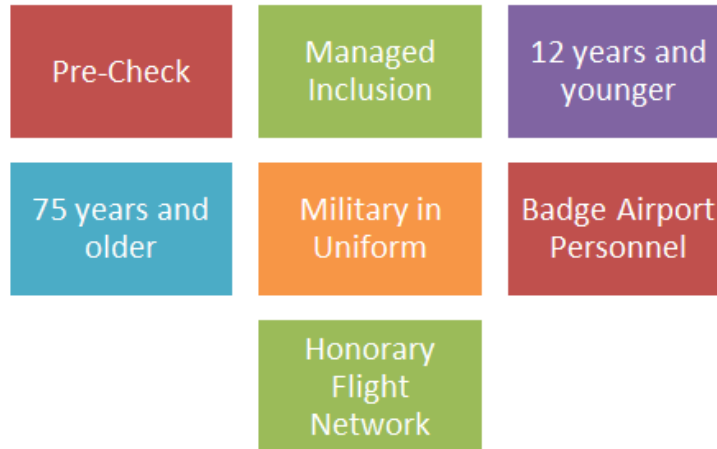 Pre-Check
Managed
Inclusion
12 years and
younger
75 years and
older
Military in
Uniform
Badge Airport
Personnel
Honorary
Flight
Network